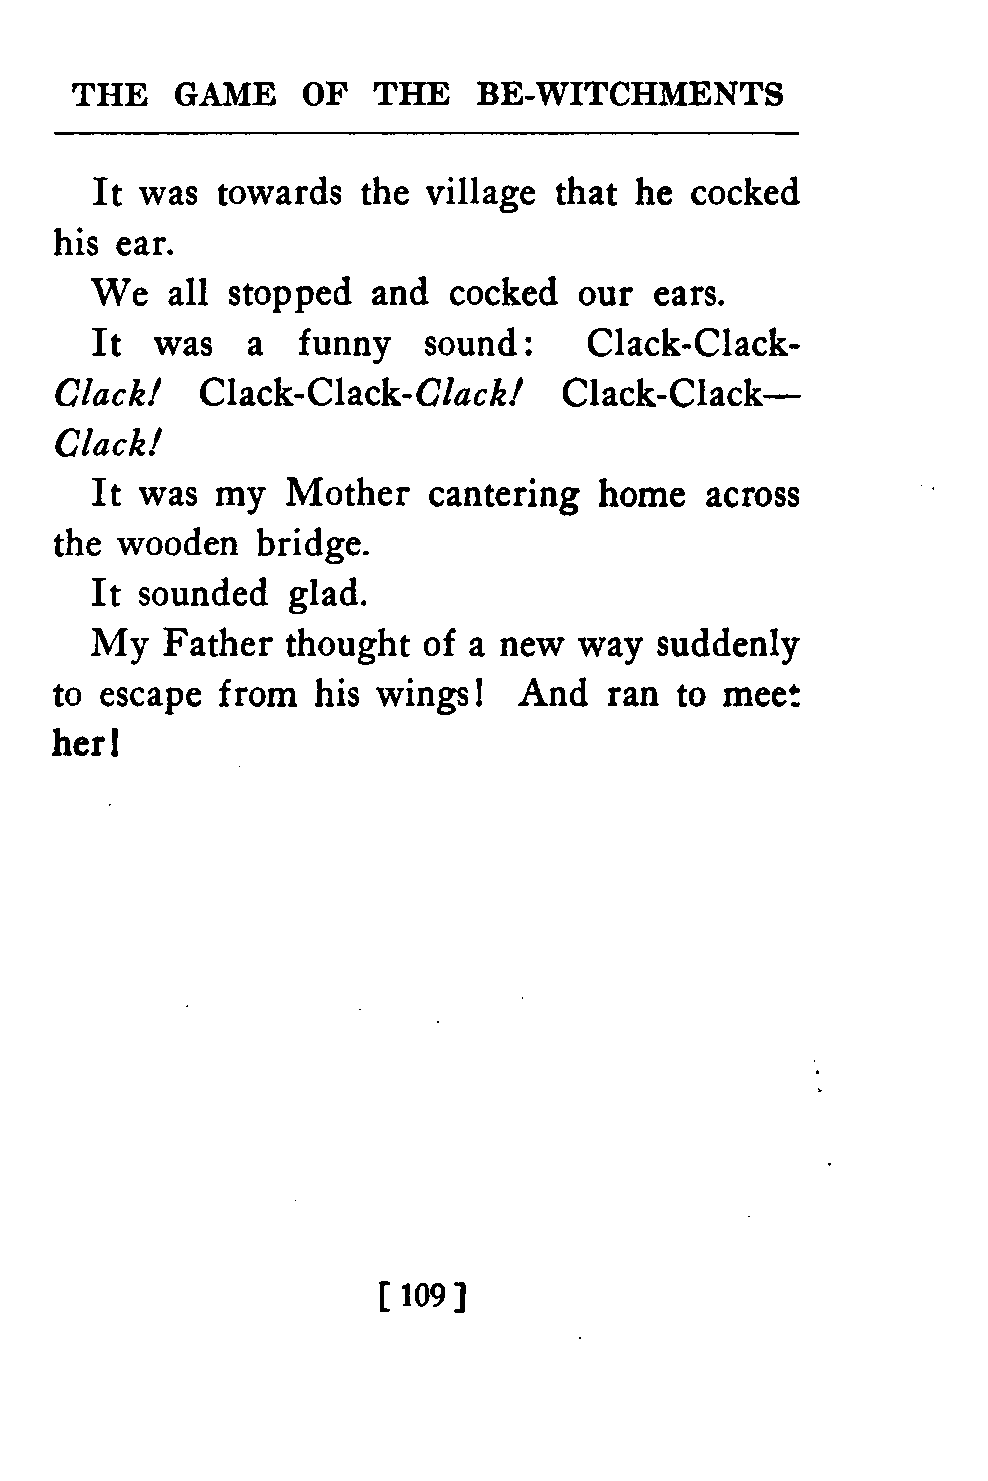 THE GAME OF THE BE-WITCHMENTS
It was towards the village that he cocked
his ear.
We all stopped and cocked our ears.
It was a funny sound: Clack-Clack-
Clack! Clack-Clack-Clack! Clack-Clack—
Clack!
It was my Mother cantering home across
the wooden bridge.
It sounded glad.
My Father thought of a new way suddenly
to escape from his wings! And ran to meet
her!
[ 109 ]